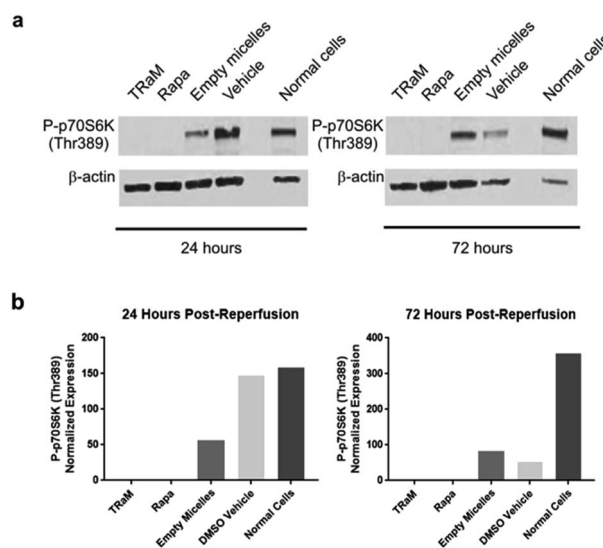 a
TRaM
Rapa
Empty micelles
Vehicle
Normal cells
P-p70S6K
(Thr389)
β-actin
24 hours
TRaM
Rapa
Empty micelles
Vehicle
Normal cells
P-p70S6K
(Thr389)
β-actin
72 hours
b
24 Hours Post-Reperfusion
P-p70S6K (Thr389)
Normalized Expression
200
150
100
50
0
TRaM
Rapa
Empty Micelles
DMSO Vehicle
Normal Cells
72 Hours Post-Reperfusion
P-p70S6K (Thr389)
Normalized Expression
400
300
200
100
0
TRaM
Rapa
Empty Micelles
DMSO Vehicle
Normal Cells